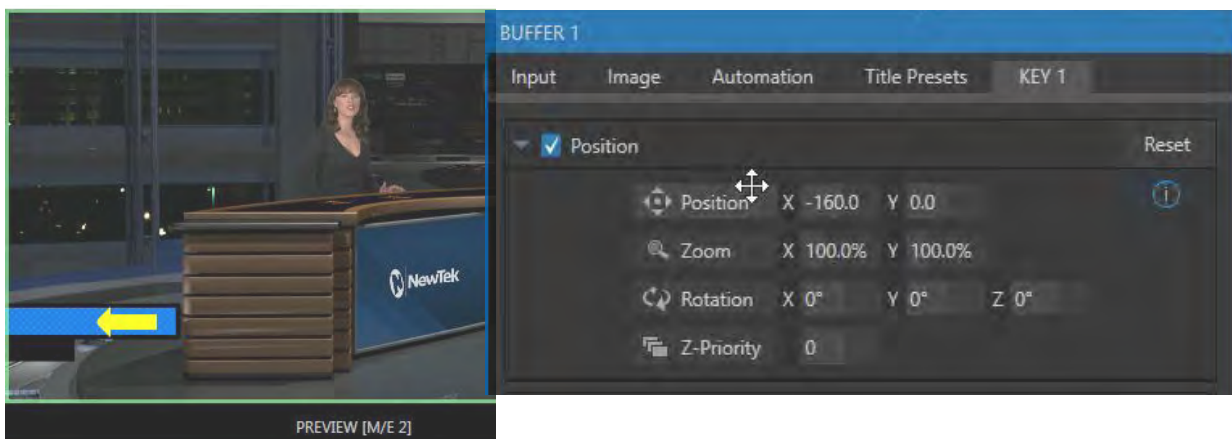 NewTek
PREVIEW [M/E 2]
BUFFER 1
Input Image Automation Title Presets KEY 1
Position Reset
Position X -160.0 Y 0.0
Zoom X 100.0% Y 100.0%
Rotation X 0° Y 0° Z 0°
Z-Priority 0